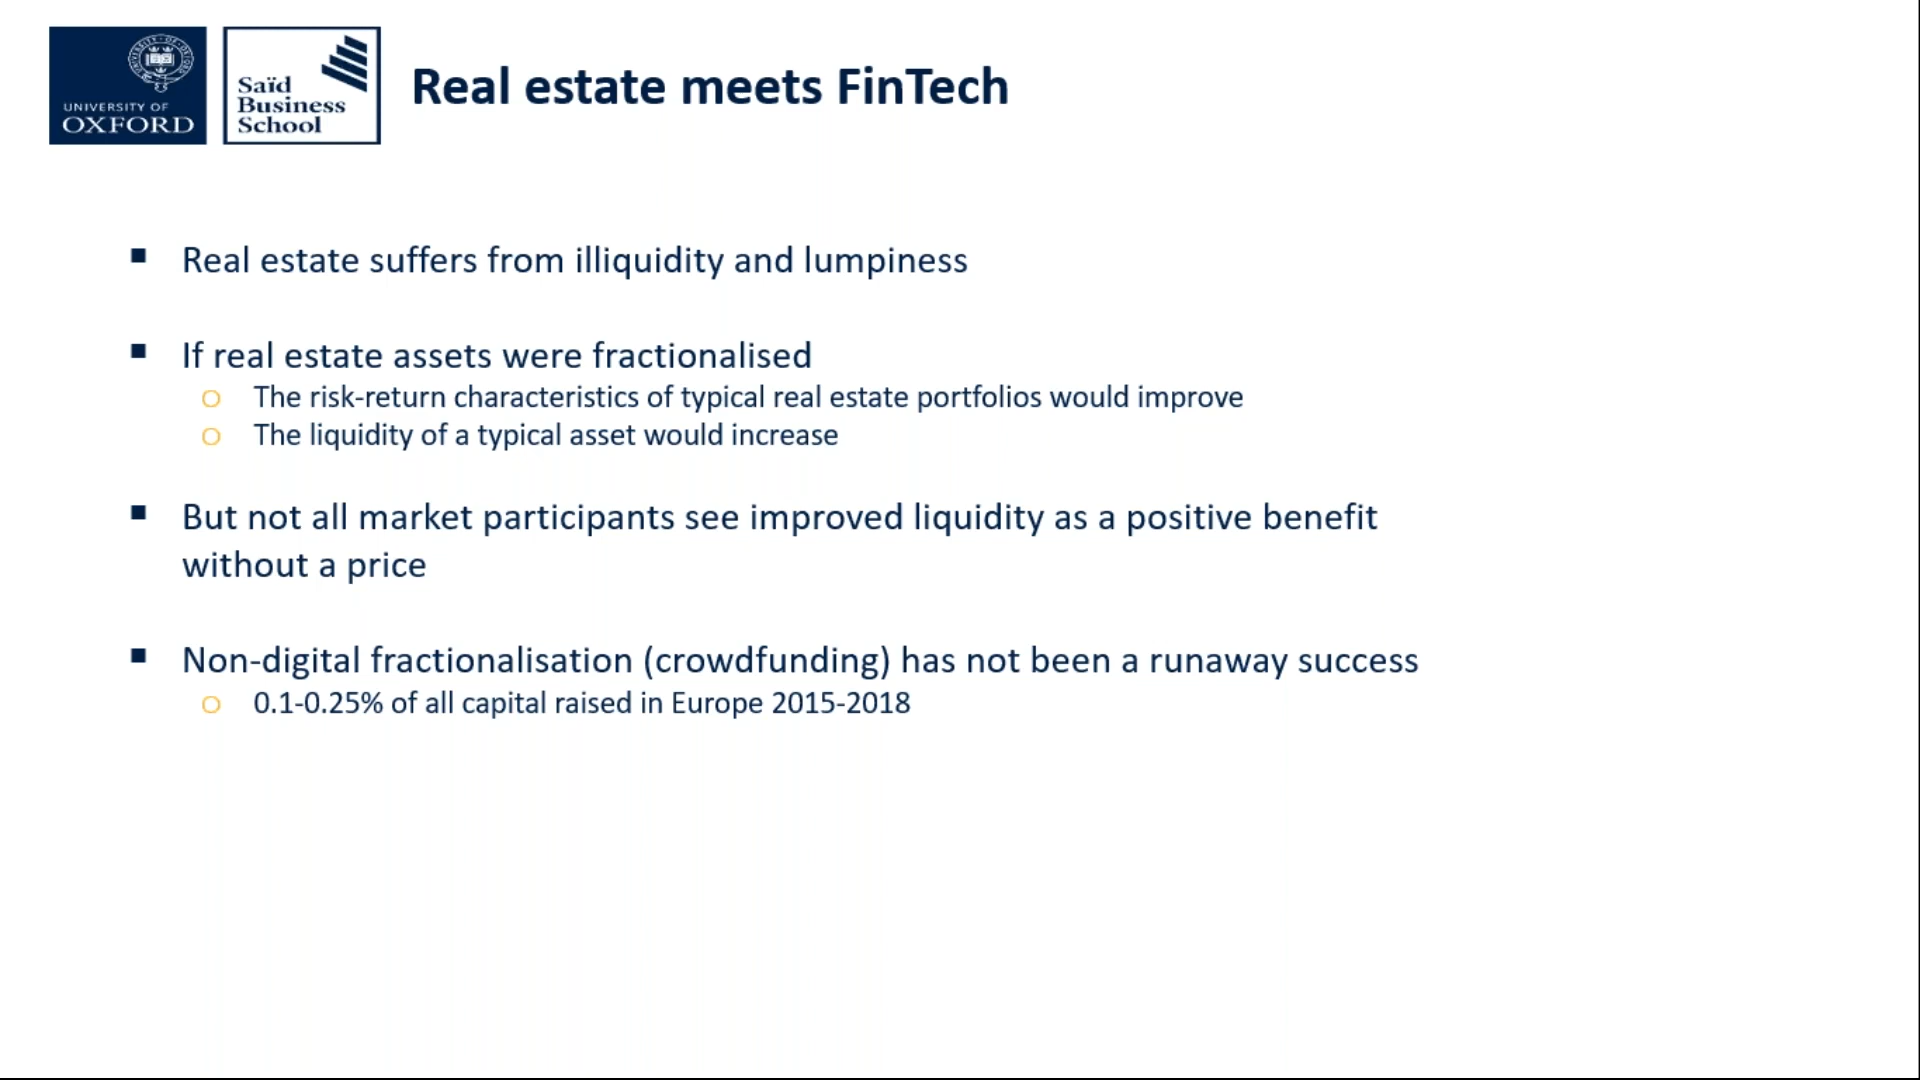 UNIVERSITY OF
OXFORD
Saïd
Business
School
Real estate meets FinTech
▪ Real estate suffers from illiquidity and lumpiness
▪ If real estate assets were fractionalised
o The risk-return characteristics of typical real estate portfolios would improve
o The liquidity of a typical asset would increase
▪ But not all market participants see improved liquidity as a positive benefit
without a price
▪ Non-digital fractionalisation (crowdfunding) has not been a runaway success
o 0.1-0.25% of all capital raised in Europe 2015-2018